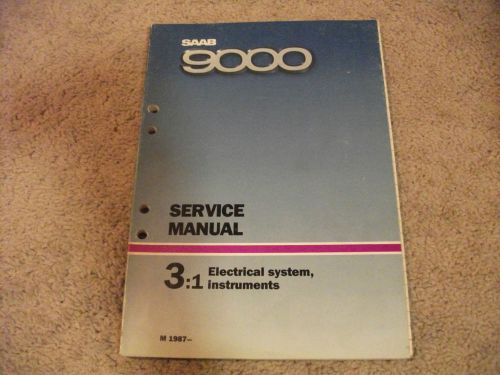 SAAB
9000
SERVICE
MANUAL
3:1 Electrical system,
instruments
M 1987–